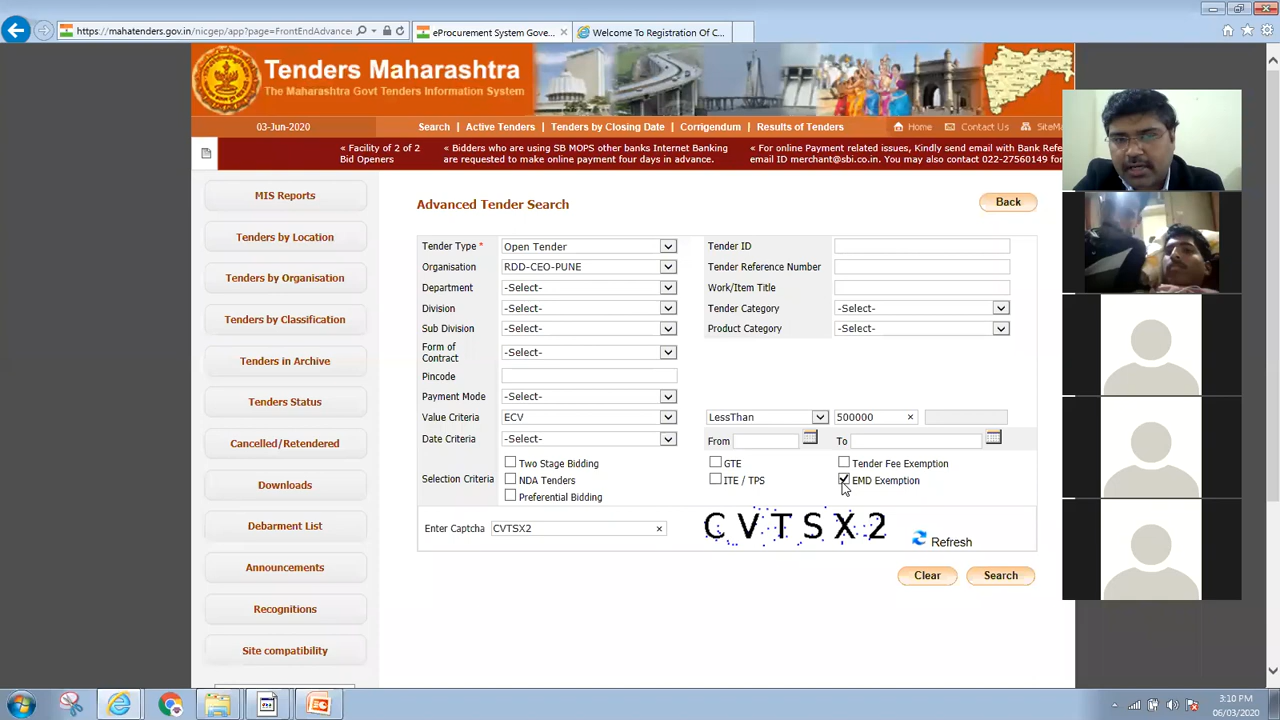 https://mahatenders.gov.in/nicgep/app?page=FrontEndAdvance
eProcurement System Gove...
Welcome To Registration Of C...
Tenders Maharashtra
The Maharashtra Govt Tenders Information System
03-Jun-2020
Search | Active Tenders | Tenders by Closing Date | Corrigendum | Results of Tenders
Home Contact Us SiteM
< Facility of 2 of 2
Bid Openers
< Bidders who are using SB MOPS other banks Internet Banking
are requested to make online payment four days in advance.
< For online Payment related issues, Kindly send email with Bank Refe
email ID merchant@sbi.co.in. You may also contact 022-27560149 for
MIS Reports
Tenders by Location
Tenders by Organisation
Tenders by Classification
Tenders in Archive
Tenders Status
Cancelled/Retendered
Downloads
Debarment List
Announcements
Recognitions
Site compatibility
Advanced Tender Search
Back
Tender Type * Open Tender Tender ID
Organisation RDD-CEO-PUNE Tender Reference Number
Department -Select- Work/Item Title
Division -Select- Tender Category -Select-
Sub Division -Select- Product Category -Select-
Form of
Contract -Select-
Pincode
Payment Mode -Select-
Value Criteria ECV LessThan 500000 ×
Date Criteria -Select- From To
Selection Criteria
Two Stage Bidding GTE Tender Fee Exemption
NDA Tenders ITE / TPS EMD Exemption
Preferential Bidding
Enter Captcha CVTSX2 × CVTSX2 Refresh
Clear Search
3:10 PM
06/03/2020